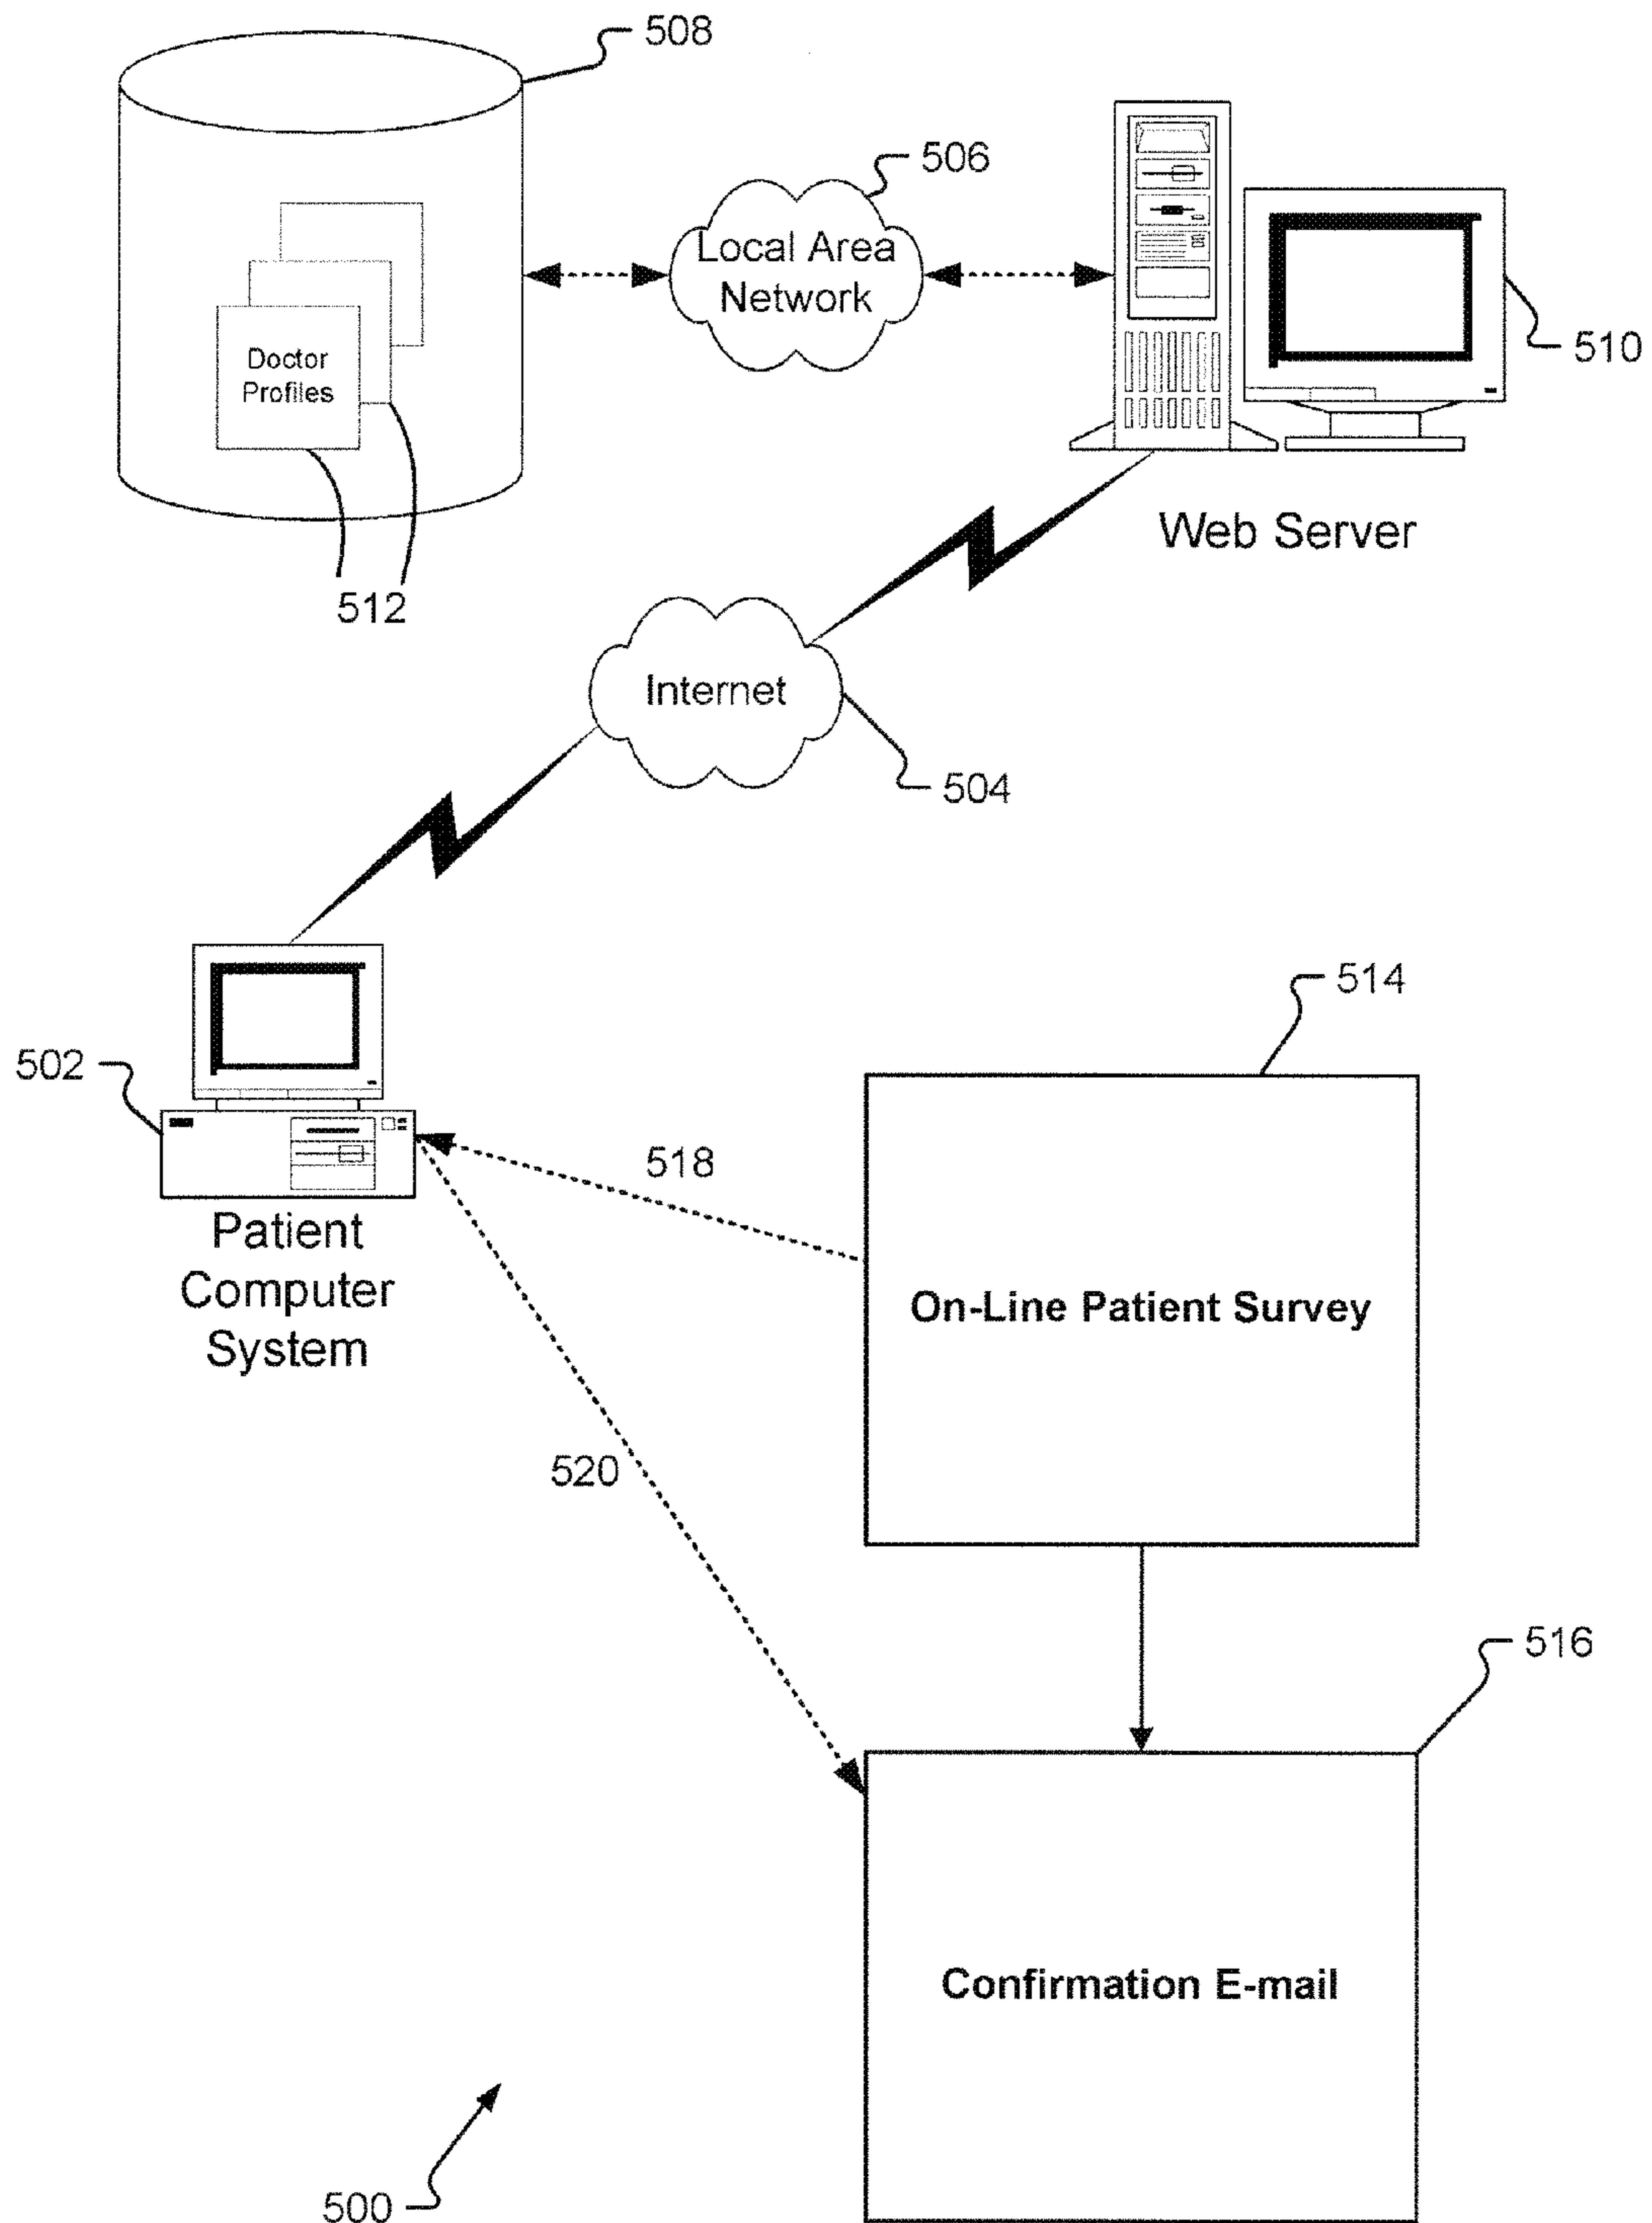 508
506
Local Area
Network
510
Doctor
Profiles
Web Server
512
Internet
504
514
502
518
Patient
Computer
System
On-Line Patient Survey
520
516
Confirmation E-mail
500